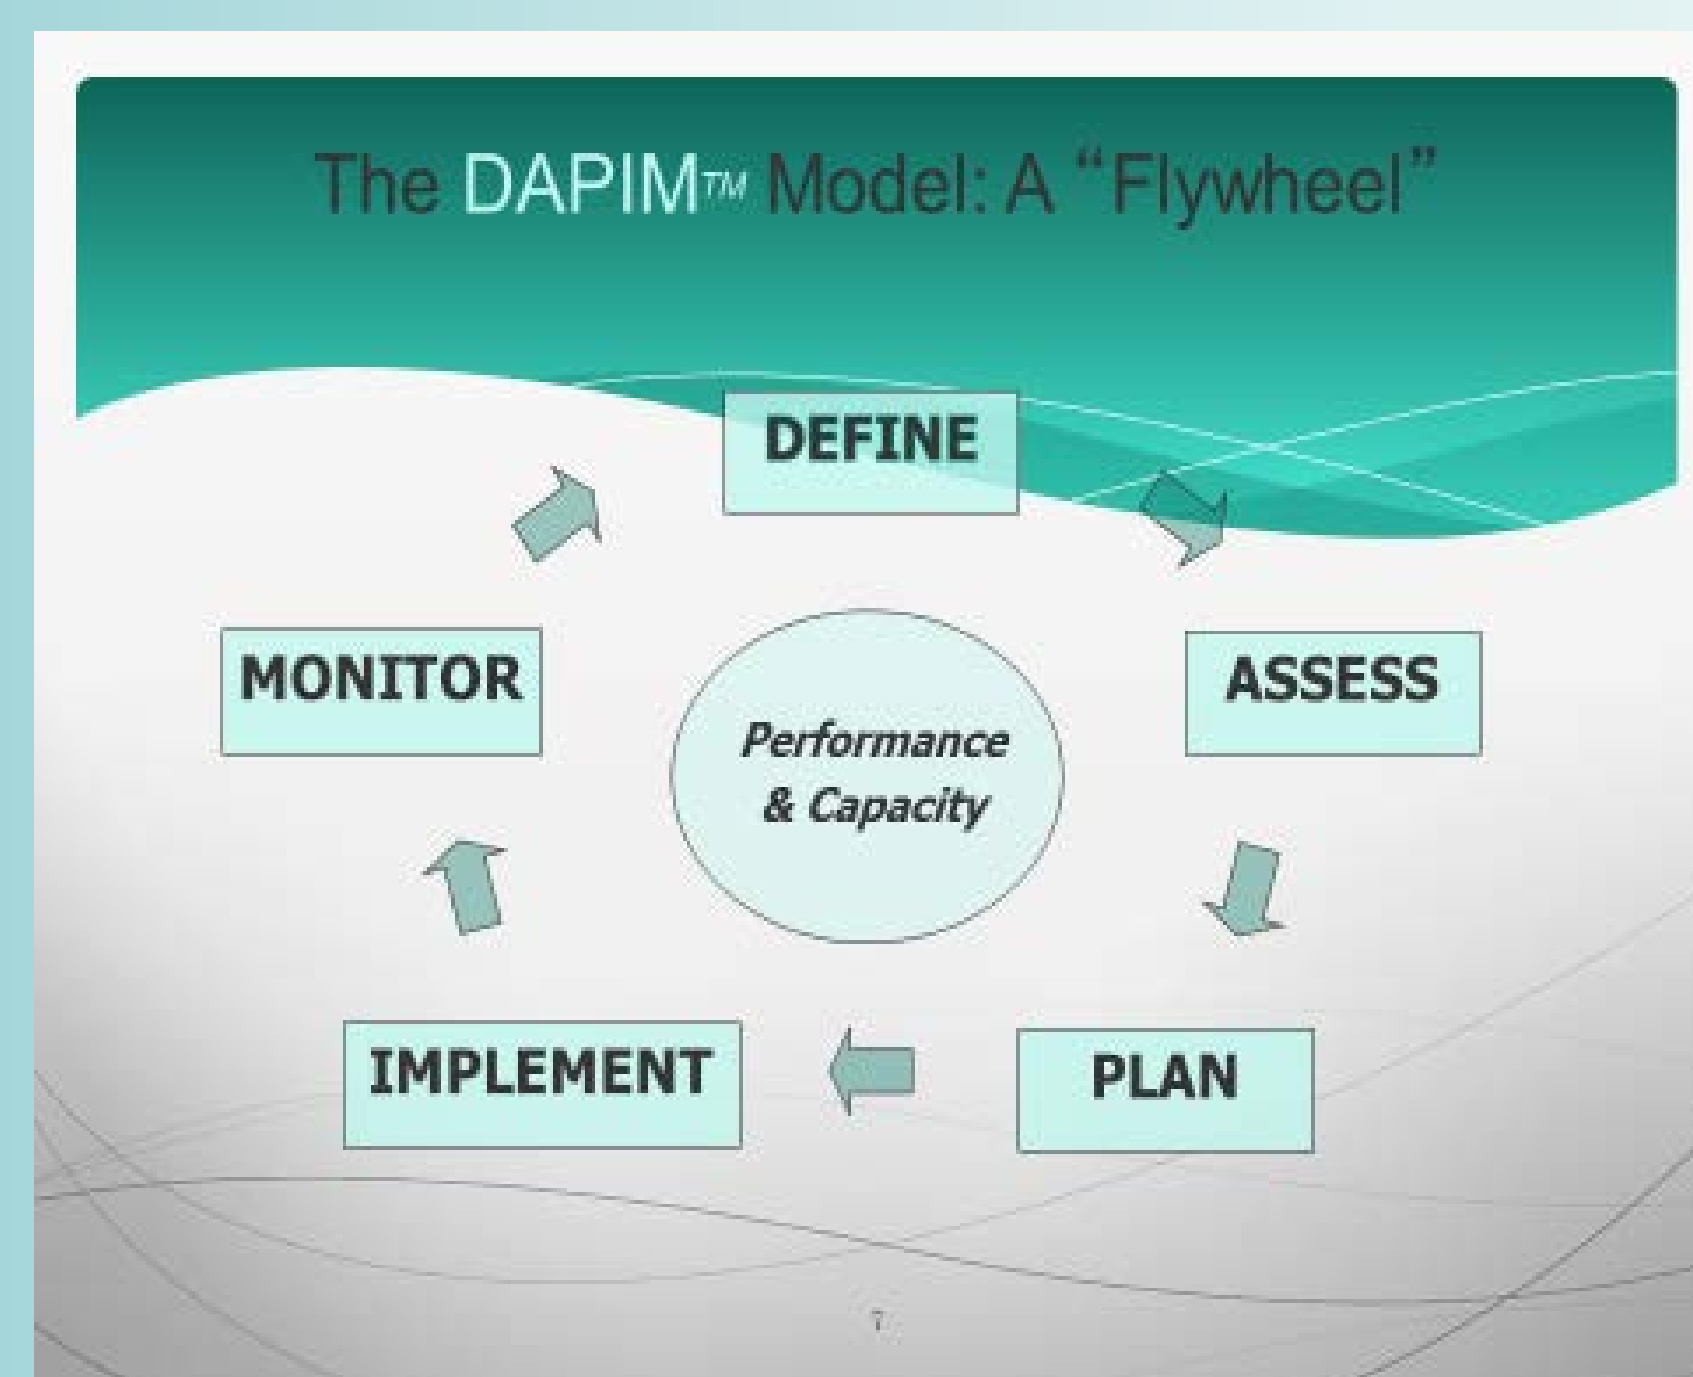 The DAPIM™ Model: A “Flywheel”
DEFINE
ASSESS
PLAN
IMPLEMENT
MONITOR
Performance
& Capacity
7